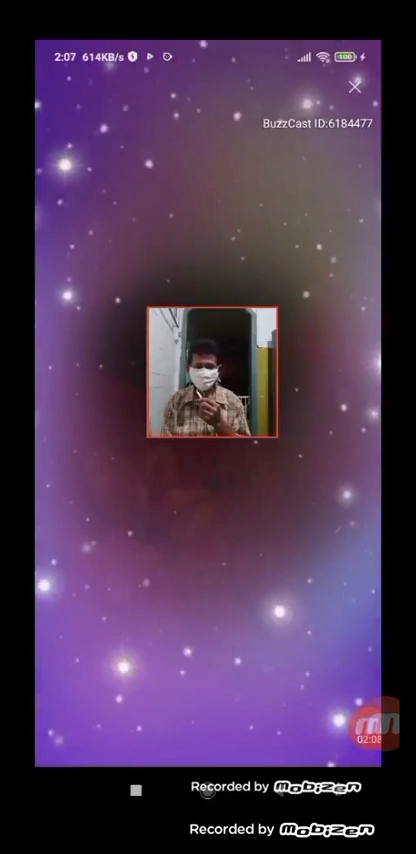 2:07 614KB/s 100
BuzzCast ID:6184477
02:08
Recorded by Mobizen
Recorded by Mobizen